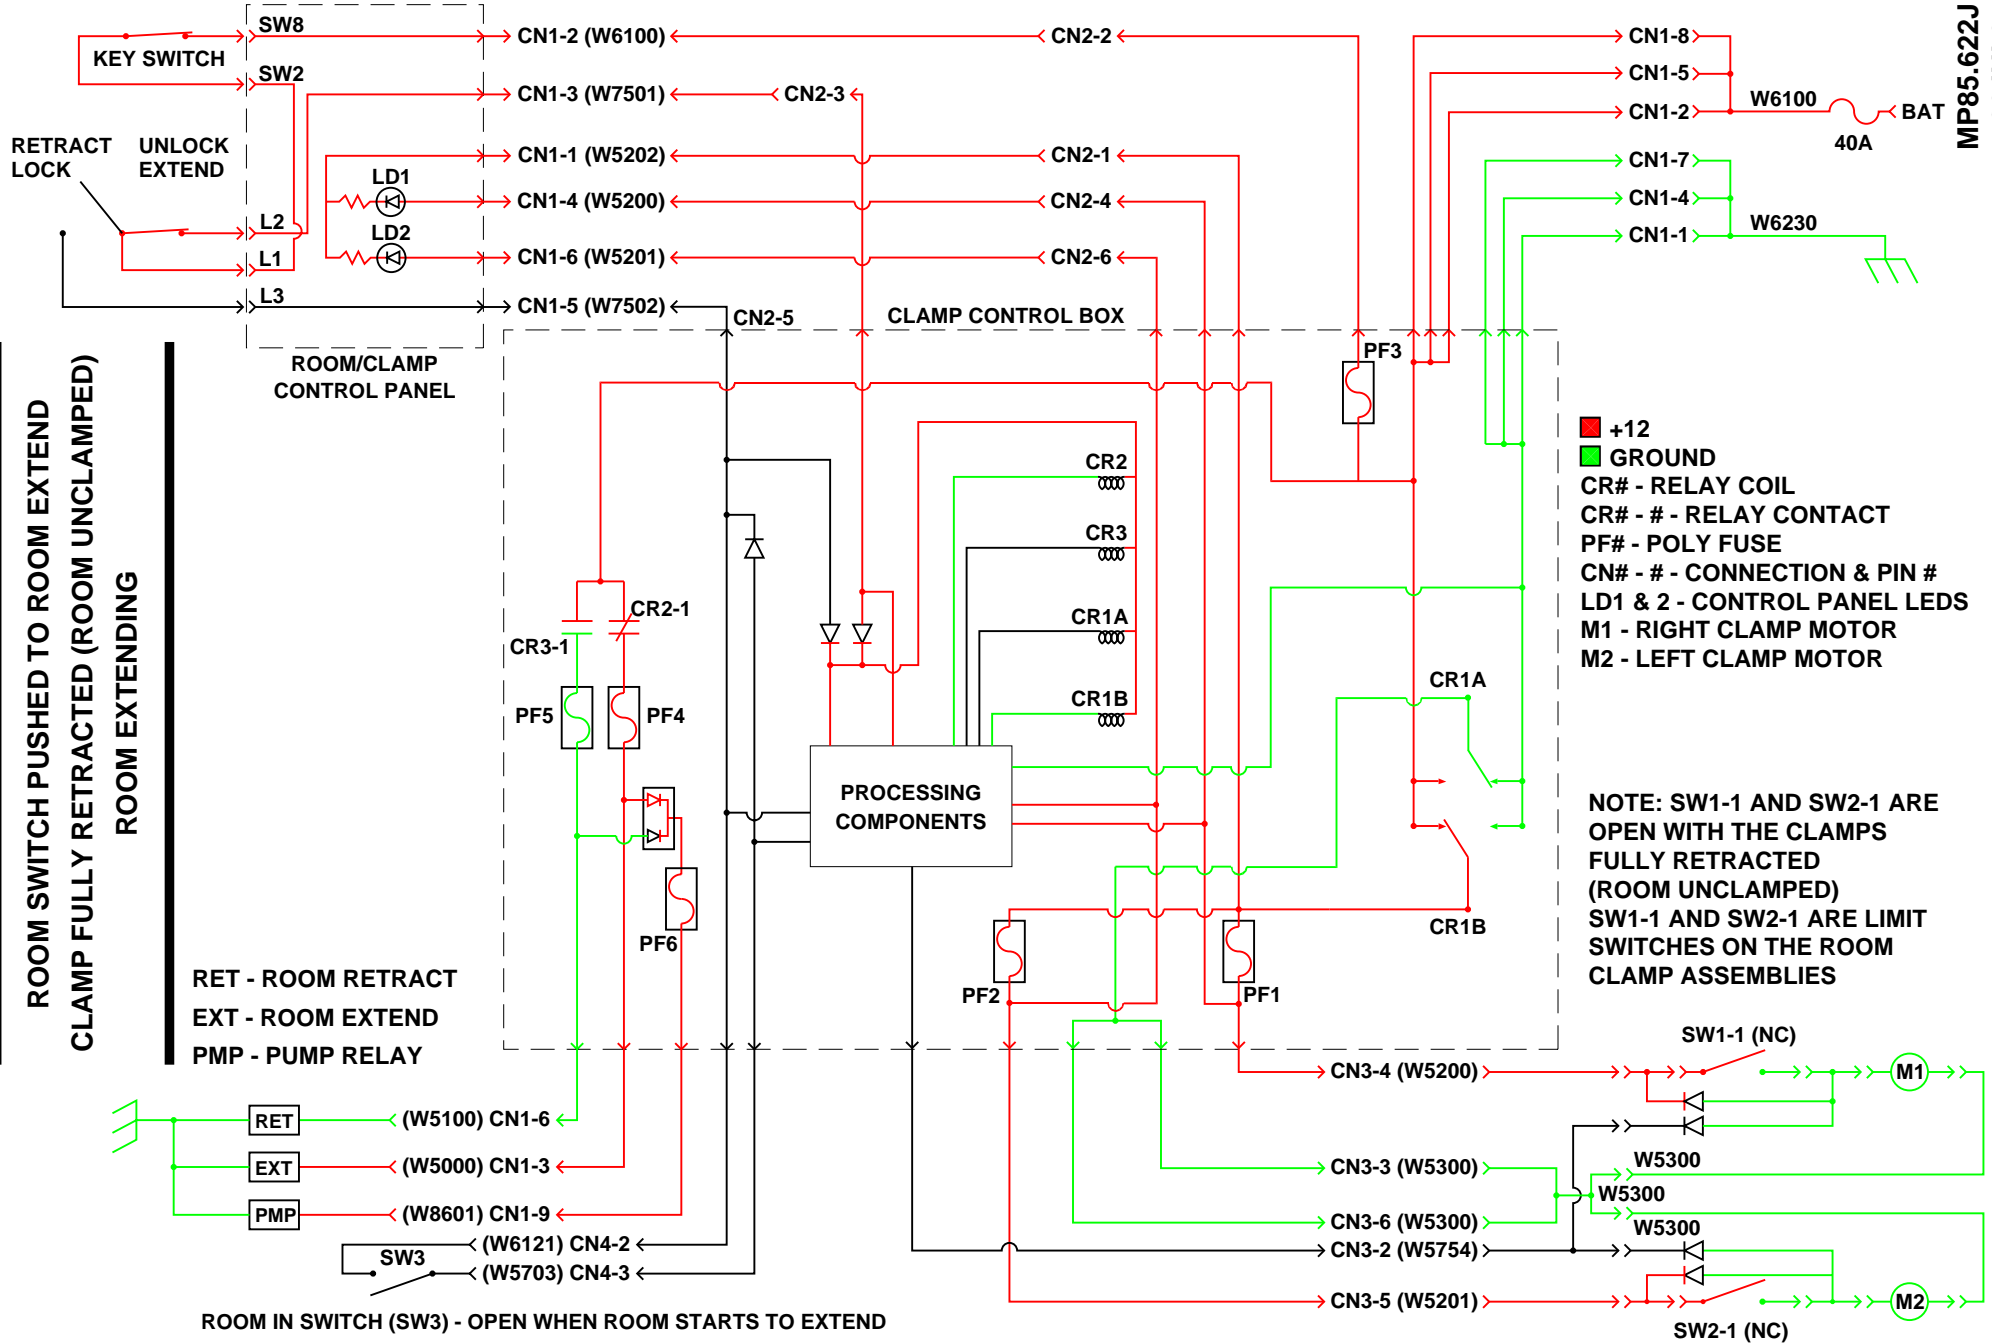 SW8
KEY SWITCH
SW2
RETRACT
LOCK
UNLOCK
EXTEND
L2
L1
L3
LD1
LD2
ROOM/CLAMP
CONTROL PANEL
CN1-2 (W6100)
CN2-2
CN1-3 (W7501)
CN2-3
CN1-1 (W5202)
CN2-1
CN1-4 (W5200)
CN2-4
CN1-6 (W5201)
CN2-6
CN1-5 (W7502)
CN2-5
CLAMP CONTROL BOX
CN1-8
CN1-5
CN1-2
W6100
BAT
40A
CN1-7
CN1-4
CN1-1
W6230
MP85.622J
ROOM SWITCH PUSHED TO ROOM EXTEND
CLAMP FULLY RETRACTED (ROOM UNCLAMPED)
ROOM EXTENDING
PF3
CR2
CR3
CR1A
CR1B
CR2-1
CR3-1
PF5
PF4
PF6
PROCESSING
COMPONENTS
CR1A
CR1B
PF2
PF1
+12
GROUND
CR# - RELAY COIL
CR# - # - RELAY CONTACT
PF# - POLY FUSE
CN# - # - CONNECTION & PIN #
LD1 & 2 - CONTROL PANEL LEDS
M1 - RIGHT CLAMP MOTOR
M2 - LEFT CLAMP MOTOR
NOTE: SW1-1 AND SW2-1 ARE
OPEN WITH THE CLAMPS
FULLY RETRACTED
(ROOM UNCLAMPED)
SW1-1 AND SW2-1 ARE LIMIT
SWITCHES ON THE ROOM
CLAMP ASSEMBLIES
RET - ROOM RETRACT
EXT - ROOM EXTEND
PMP - PUMP RELAY
RET
(W5100) CN1-6
EXT
(W5000) CN1-3
PMP
(W8601) CN1-9
(W6121) CN4-2
SW3
(W5703) CN4-3
ROOM IN SWITCH (SW3) - OPEN WHEN ROOM STARTS TO EXTEND
SW1-1 (NC)
CN3-4 (W5200)
M1
CN3-3 (W5300)
W5300
W5300
CN3-6 (W5300)
W5300
CN3-2 (W5754)
CN3-5 (W5201)
M2
SW2-1 (NC)